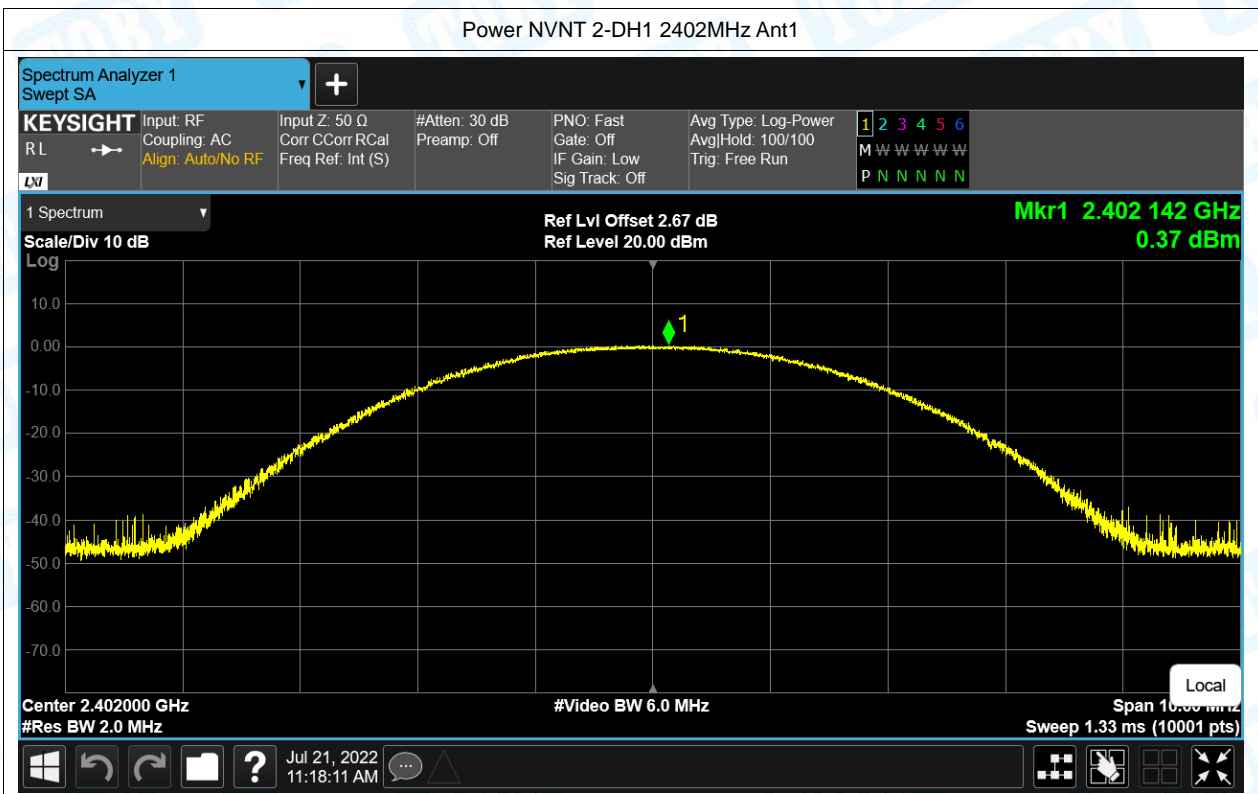 Power NVNT 2-DH1 2402MHz Ant1
Spectrum Analyzer 1
Swept SA
KEYSIGHT
R L
LXI
Input: RF
Coupling: AC
Align: Auto/No RF
Input Z: 50 Ω
Corr CCorr RCal
Freq Ref: Int (S)
#Atten: 30 dB
Preamp: Off
PNO: Fast
Gate: Off
IF Gain: Low
Sig Track: Off
Avg Type: Log-Power
Avg|Hold: 100/100
Trig: Free Run
1 2 3 4 5 6
M W W W W W W
P N N N N N N
1 Spectrum
Scale/Div 10 dB
Ref Lvl Offset 2.67 dB
Ref Level 20.00 dBm
Mkr1 2.402 142 GHz
0.37 dBm
Log
10.0
0.00
-10.0
-20.0
-30.0
-40.0
-50.0
-60.0
-70.0
1
Local
Center 2.402000 GHz
#Video BW 6.0 MHz
Span 10.00 MHz
#Res BW 2.0 MHz
Sweep 1.33 ms (10001 pts)
?
Jul 21, 2022
11:18:11 AM